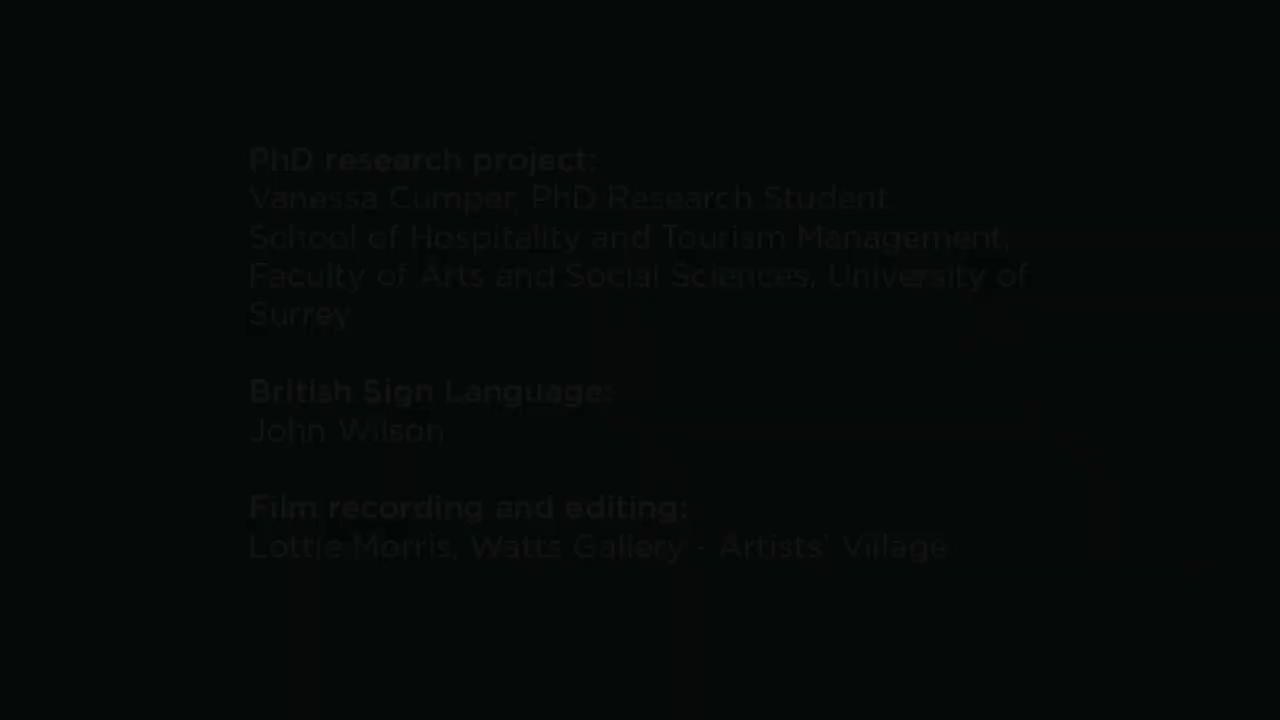 PhD research project:
Vanessa Cumper, PhD Research Student
School of Hospitality and Tourism Management,
Faculty of Arts and Social Sciences, University of
Surrey
British Sign Language:
John Wilson
Film recording and editing:
Lottie Morris, Watts Gallery - Artists' Village